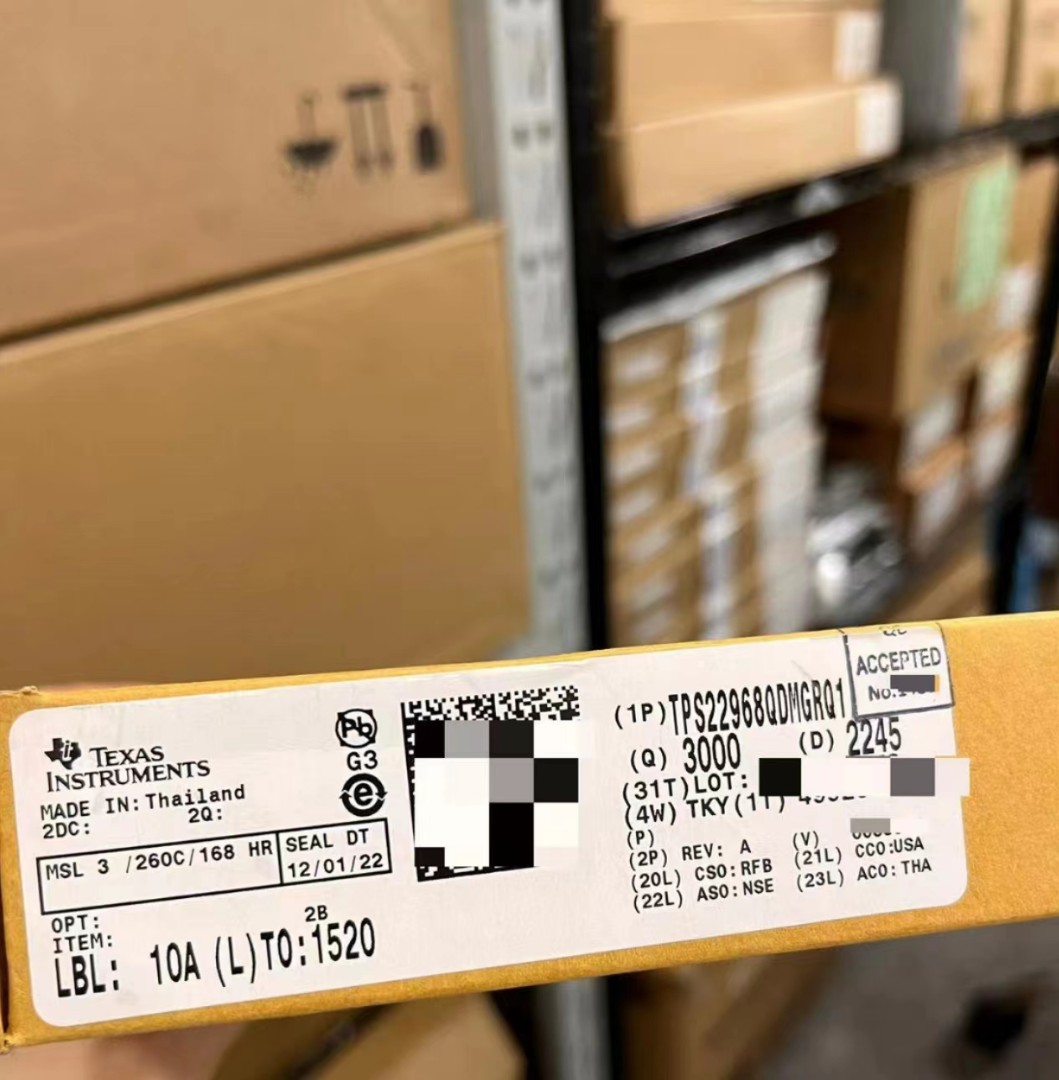 TEXAS
INSTRUMENTS
MADE IN:Thailand
2DC: 2Q:
MSL 3 /260C/168 HR
SEAL DT
12/01/22
OPT:
ITEM:
2B
LBL: 10A (L)TO:1520
Pb
G3
e
(1P)TPS22968QDMGRQ1
(Q) 3000 (D) 2245
(31T)LOT:
(4W) TKY(1T)
(P)
(2P) REV: A (V)
(20L) CSO:RFB (21L) CCO:USA
(22L) ASO:NSE (23L) ACO:THA
ACCEPTED
No.